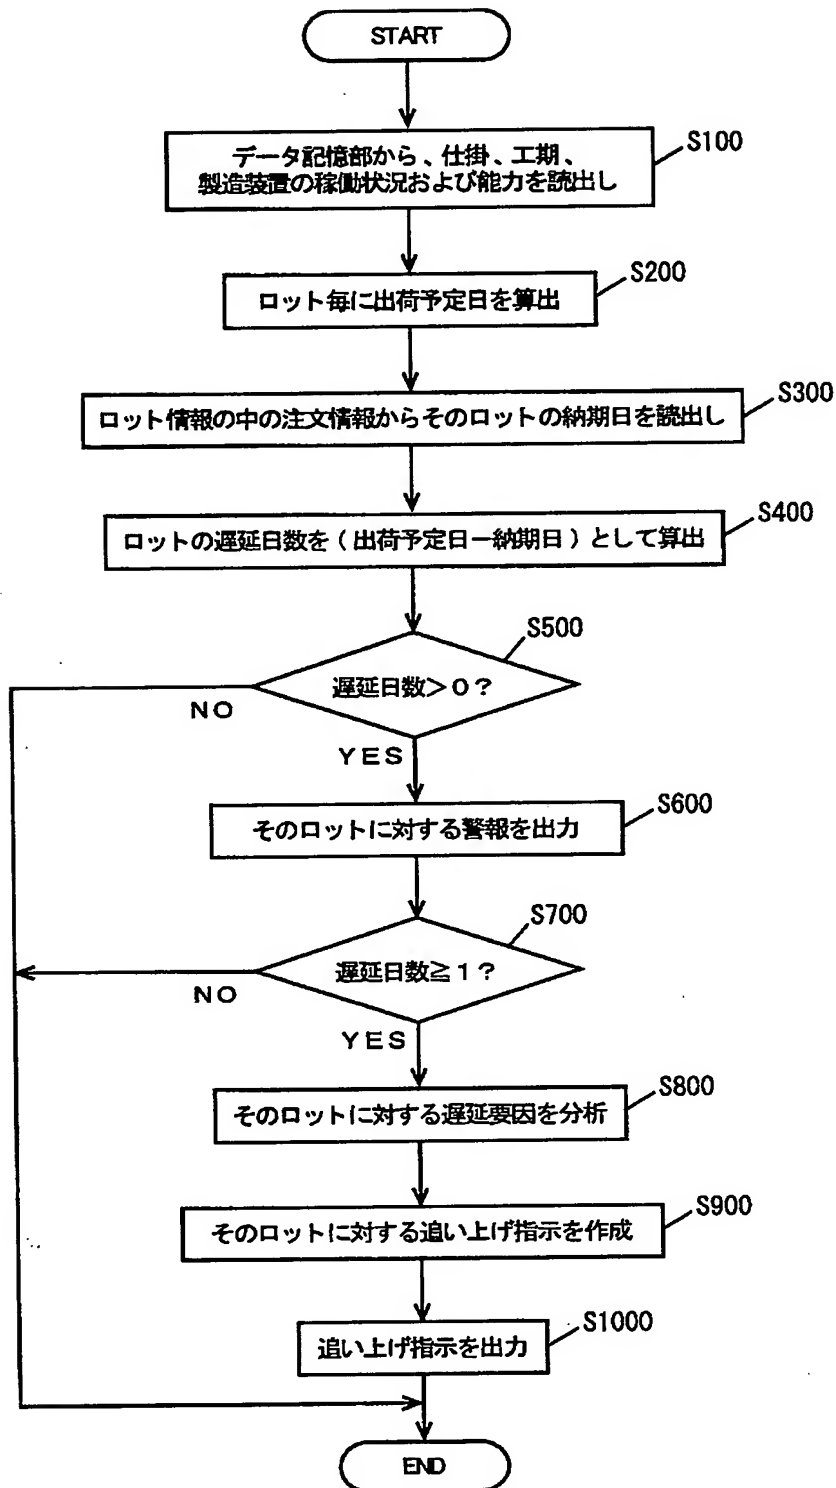 START
データ記憶部から、仕掛、工期、
製造装置の稼働状況および能力を読出し
S100
ロット毎に出荷予定日を算出
S200
ロット情報の中の注文情報からそのロットの納期日を読出し
S300
ロットの遅延日数を（出荷予定日ー納期日）として算出
S400
遅延日数＞０？
S500
NO
YES
そのロットに対する警報を出力
S600
遅延日数≧１？
S700
NO
YES
そのロットに対する遅延要因を分析
S800
そのロットに対する追い上げ指示を作成
S900
追い上げ指示を出力
S1000
END